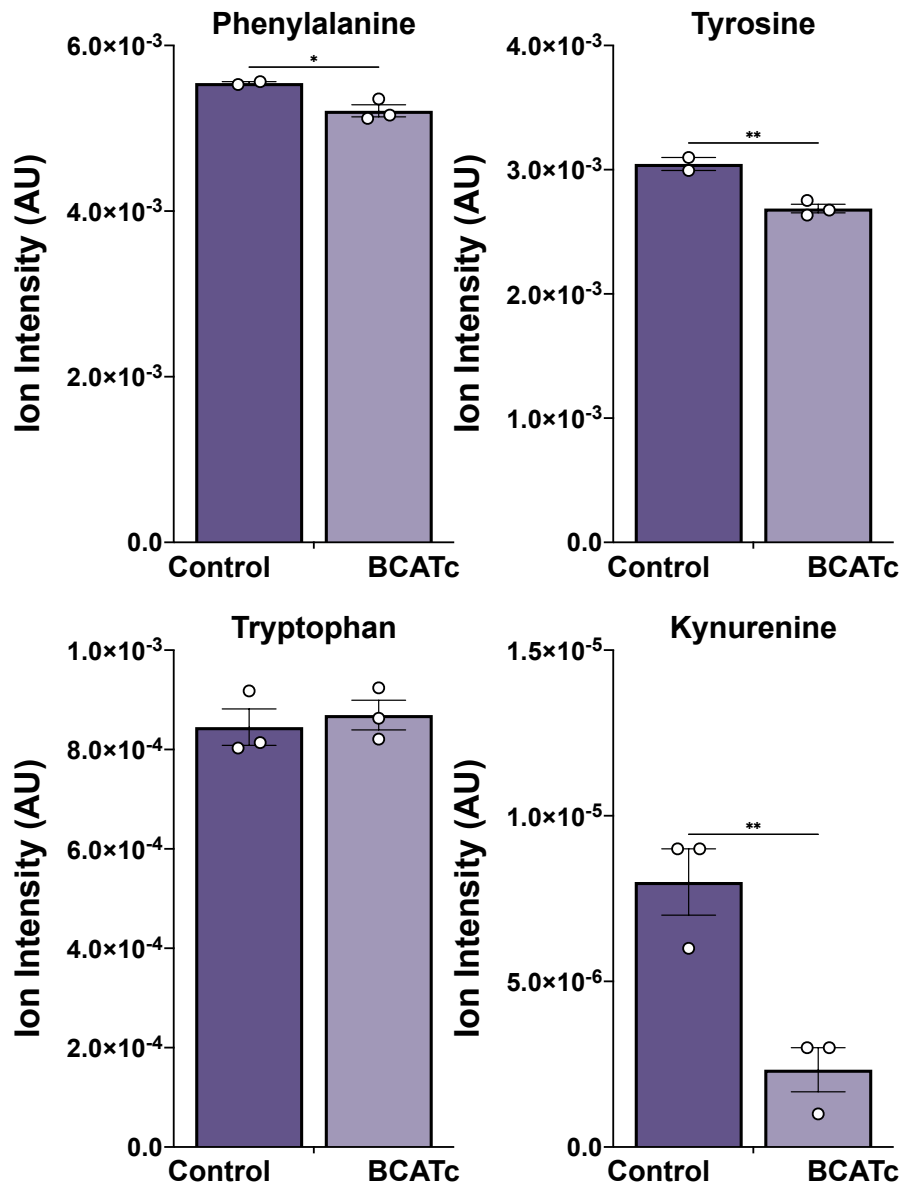 Phenylalanine
6.0×10⁻³
4.0×10⁻³
2.0×10⁻³
0.0
Ion Intensity (AU)
*
Control
BCATc
Tyrosine
4.0×10⁻³
3.0×10⁻³
2.0×10⁻³
1.0×10⁻³
0.0
Ion Intensity (AU)
**
Control
BCATc
Tryptophan
1.0×10⁻³
8.0×10⁻⁴
6.0×10⁻⁴
4.0×10⁻⁴
2.0×10⁻⁴
0.0
Ion Intensity (AU)
Control
BCATc
Kynurenine
1.5×10⁻⁵
1.0×10⁻⁵
5.0×10⁻⁶
0.0
Ion Intensity (AU)
**
Control
BCATc